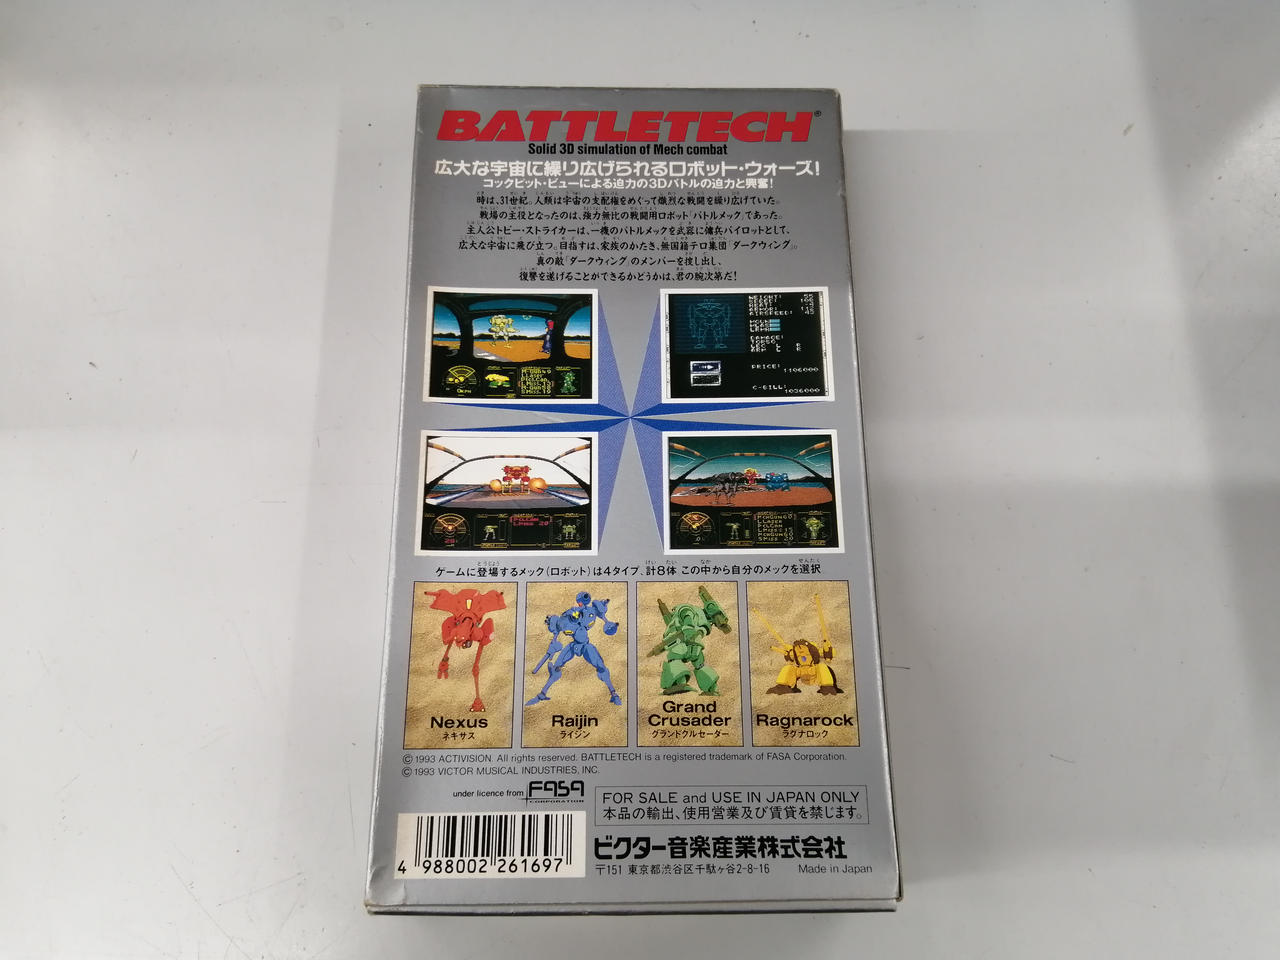 BATTLETECH®
Solid 3D simulation of Mech combat
広大な宇宙に繰り広げられるロボット・ウォーズ!
コックピット・ビューによる迫力の3Dバトルの迫力と興奮!
時は、31世紀。人類は宇宙の支配権をめぐって熾烈な戦闘を繰り広げていた。
戦場の主役となったのは、強力無比の戦闘用ロボット「バトルメック」であった。
主人公トビー・ストライカーは、一機のバトルメックを武器に傭兵パイロットとして、
広大な宇宙に飛び立つ。目指すは、家族のかたき、無国籍テロ集団「ダークウィング」。
真の敵「ダークウィング」のメンバーを捜し出し、
復讐を遂げることができるかどうかは、君の腕次第だ!
WEIGHT:
SPEED:
AIRSPEED: 45
DAMAGE:
TORSO
LEG L R
ARM L R
PRICE:
1106000
C-BILL:
1036000
ゲームに登場するメック(ロボット)は4タイプ、計8体 この中から自分のメックを選択
Nexus
ネキサス
Raijin
ライジン
Grand
Crusader
グランドクルセーダー
Ragnarock
ラグナロック
© 1993 ACTIVISION. All rights reserved. BATTLETECH is a registered trademark of FASA Corporation.
© 1993 VICTOR MUSICAL INDUSTRIES, INC.
under licence from FASA
CORPORATION
FOR SALE and USE IN JAPAN ONLY
本品の輸出、使用営業及び賃貸を禁じます。
ビクター音楽産業株式会社
〒151 東京都渋谷区千駄ヶ谷2-8-16 Made in Japan
4 988002 261697